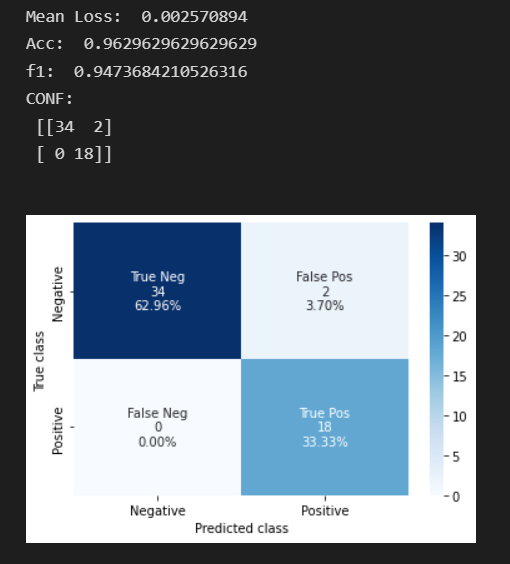 Mean Loss:  0.002570894
Acc:  0.9629629629629629
f1:  0.9473684210526316
CONF:
[[34  2]
[ 0 18]]
True Neg
34
62.96%
False Pos
2
3.70%
False Neg
0
0.00%
True Pos
18
33.33%
Negative
Positive
True class
Negative
Positive
Predicted class
30
25
20
15
10
5
0